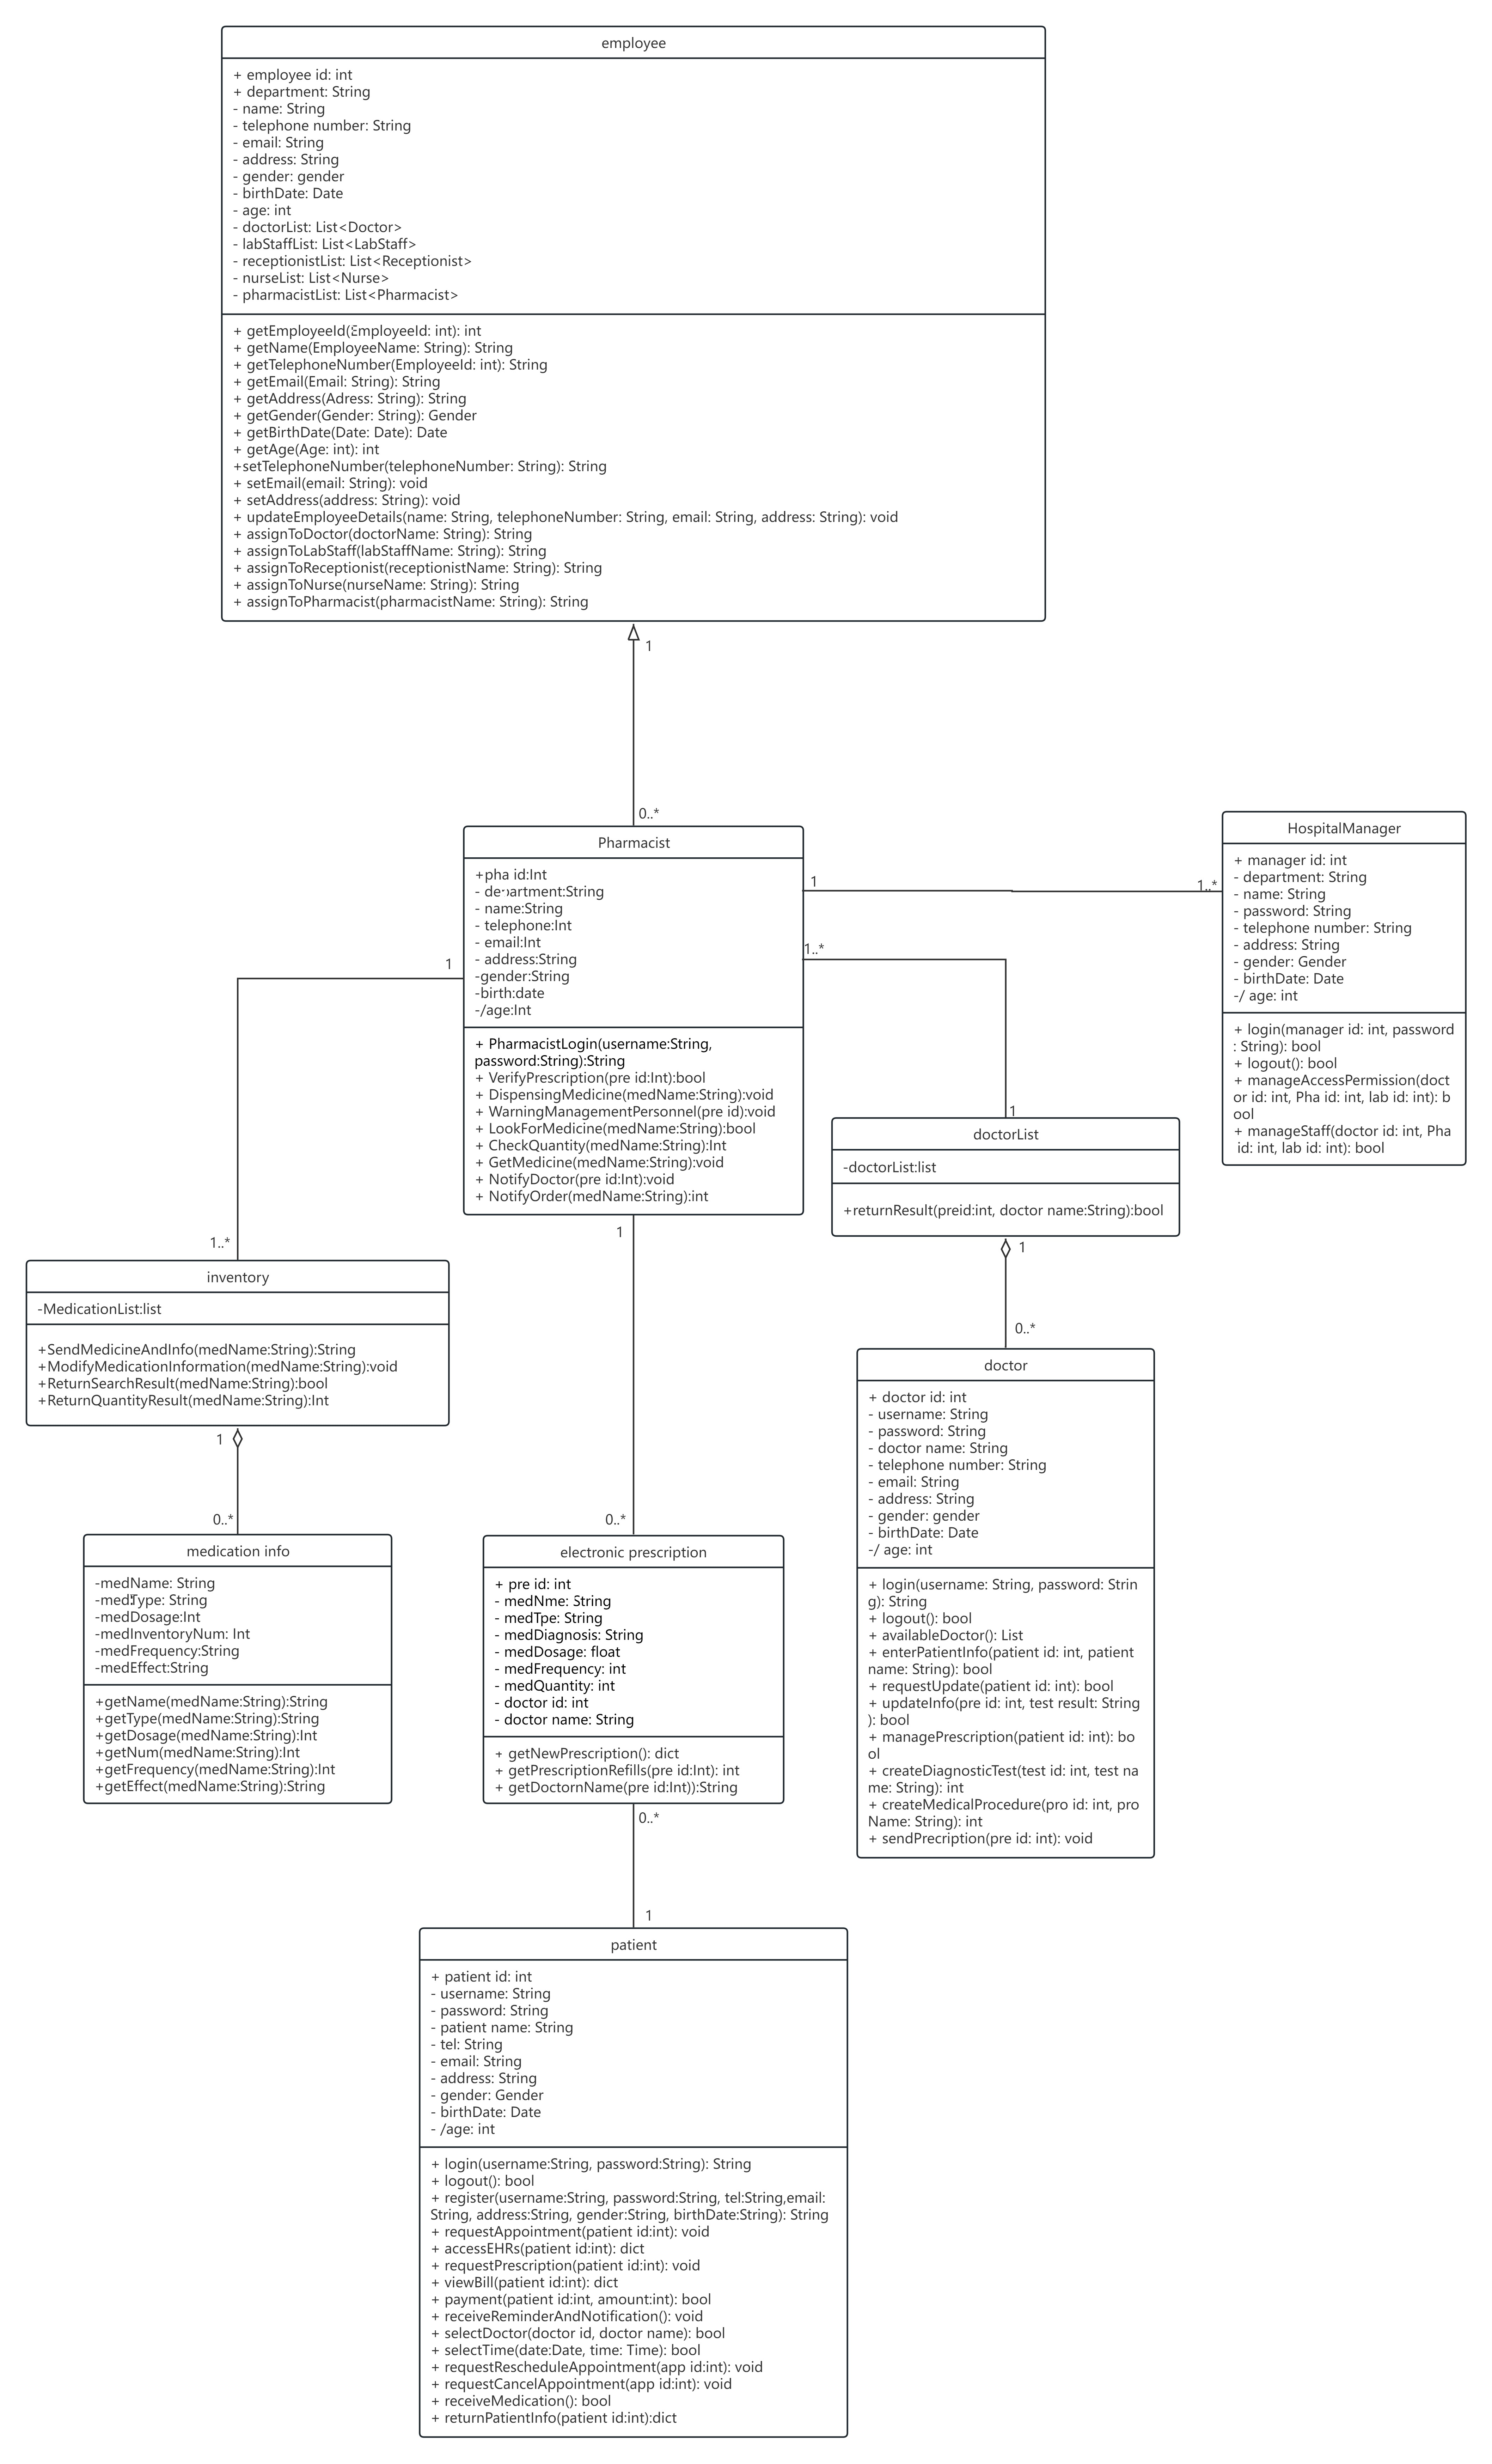 employee
+ employee id: int
+ department: String
- name: String
- telephone number: String
- email: String
- address: String
- gender: gender
- birthDate: Date
- age: int
- doctorList: List<Doctor>
- labStaffList: List<LabStaff>
- receptionistList: List<Receptionist>
- nurseList: List<Nurse>
- pharmacistList: List<Pharmacist>
+ getEmployeeId(EmployeeId: int): int
+ getName(EmployeeName: String): String
+ getTelephoneNumber(EmployeeId: int): String
+ getEmail(Email: String): String
+ getAddress(Adress: String): String
+ getGender(Gender: String): Gender
+ getBirthDate(Date: Date): Date
+ getAge(Age: int): int
+setTelephoneNumber(telephoneNumber: String): String
+ setEmail(email: String): void
+ setAddress(address: String): void
+ updateEmployeeDetails(name: String, telephoneNumber: String, email: String, address: String): void
+ assignToDoctor(doctorName: String): String
+ assignToLabStaff(labStaffName: String): String
+ assignToReceptionist(receptionistName: String): String
+ assignToNurse(nurseName: String): String
+ assignToPharmacist(pharmacistName: String): String
1
0..*
Pharmacist
+pha id:Int
- department:String
- name:String
- telephone:Int
- email:Int
- address:String
-gender:String
-birth:date
-/age:Int
+ PharmacistLogin(username:String,
password:String):String
+ VerifyPrescription(pre id:Int):bool
+ DispensingMedicine(medName:String):void
+ WarningManagementPersonnel(pre id):void
+ LookForMedicine(medName:String):bool
+ CheckQuantity(medName:String):Int
+ GetMedicine(medName:String):void
+ NotifyDoctor(pre id:Int):void
+ NotifyOrder(medName:String):int
1
1..*
HospitalManager
+ manager id: int
- department: String
- name: String
- password: String
- telephone number: String
- address: String
- gender: Gender
- birthDate: Date
-/ age: int
+ login(manager id: int, password
: String): bool
+ logout(): bool
+ manageAccessPermission(doct
or id: int, Pha id: int, lab id: int): b
ool
+ manageStaff(doctor id: int, Pha
id: int, lab id: int): bool
1..*
1
doctorList
-doctorList:list
+returnResult(preid:int, doctor name:String):bool
1
0..*
doctor
+ doctor id: int
- username: String
- password: String
- doctor name: String
- telephone number: String
- email: String
- address: String
- gender: gender
- birthDate: Date
-/ age: int
+ login(username: String, password: Strin
g): String
+ logout(): bool
+ availableDoctor(): List
+ enterPatientInfo(patient id: int, patient
name: String): bool
+ requestUpdate(patient id: int): bool
+ updateInfo(pre id: int, test result: String
): bool
+ managePrescription(patient id: int): bo
ol
+ createDiagnosticTest(test id: int, test na
me: String): int
+ createMedicalProcedure(pro id: int, pro
Name: String): int
+ sendPrecription(pre id: int): void
1
1..*
inventory
-MedicationList:list
+SendMedicineAndInfo(medName:String):String
+ModifyMedicationInformation(medName:String):void
+ReturnSearchResult(medName:String):bool
+ReturnQuantityResult(medName:String):Int
1
0..*
medication info
-medName: String
-medType: String
-medDosage:Int
-medInventoryNum: Int
-medFrequency:String
-medEffect:String
+getName(medName:String):String
+getType(medName:String):String
+getDosage(medName:String):Int
+getNum(medName:String):Int
+getFrequency(medName:String):Int
+getEffect(medName:String):String
1
0..*
electronic prescription
+ pre id: int
- medNme: String
- medTpe: String
- medDiagnosis: String
- medDosage: float
- medFrequency: int
- medQuantity: int
- doctor id: int
- doctor name: String
+ getNewPrescription(): dict
+ getPrescriptionRefills(pre id:Int): int
+ getDoctornName(pre id:Int)):String
0..*
1
patient
+ patient id: int
- username: String
- password: String
- patient name: String
- tel: String
- email: String
- address: String
- gender: Gender
- birthDate: Date
- /age: int
+ login(username:String, password:String): String
+ logout(): bool
+ register(username:String, password:String, tel:String,email:
String, address:String, gender:String, birthDate:String): String
+ requestAppointment(patient id:int): void
+ accessEHRs(patient id:int): dict
+ requestPrescription(patient id:int): void
+ viewBill(patient id:int): dict
+ payment(patient id:int, amount:int): bool
+ receiveReminderAndNotification(): void
+ selectDoctor(doctor id, doctor name): bool
+ selectTime(date:Date, time: Time): bool
+ requestRescheduleAppointment(app id:int): void
+ requestCancelAppointment(app id:int): void
+ receiveMedication(): bool
+ returnPatientInfo(patient id:int):dict